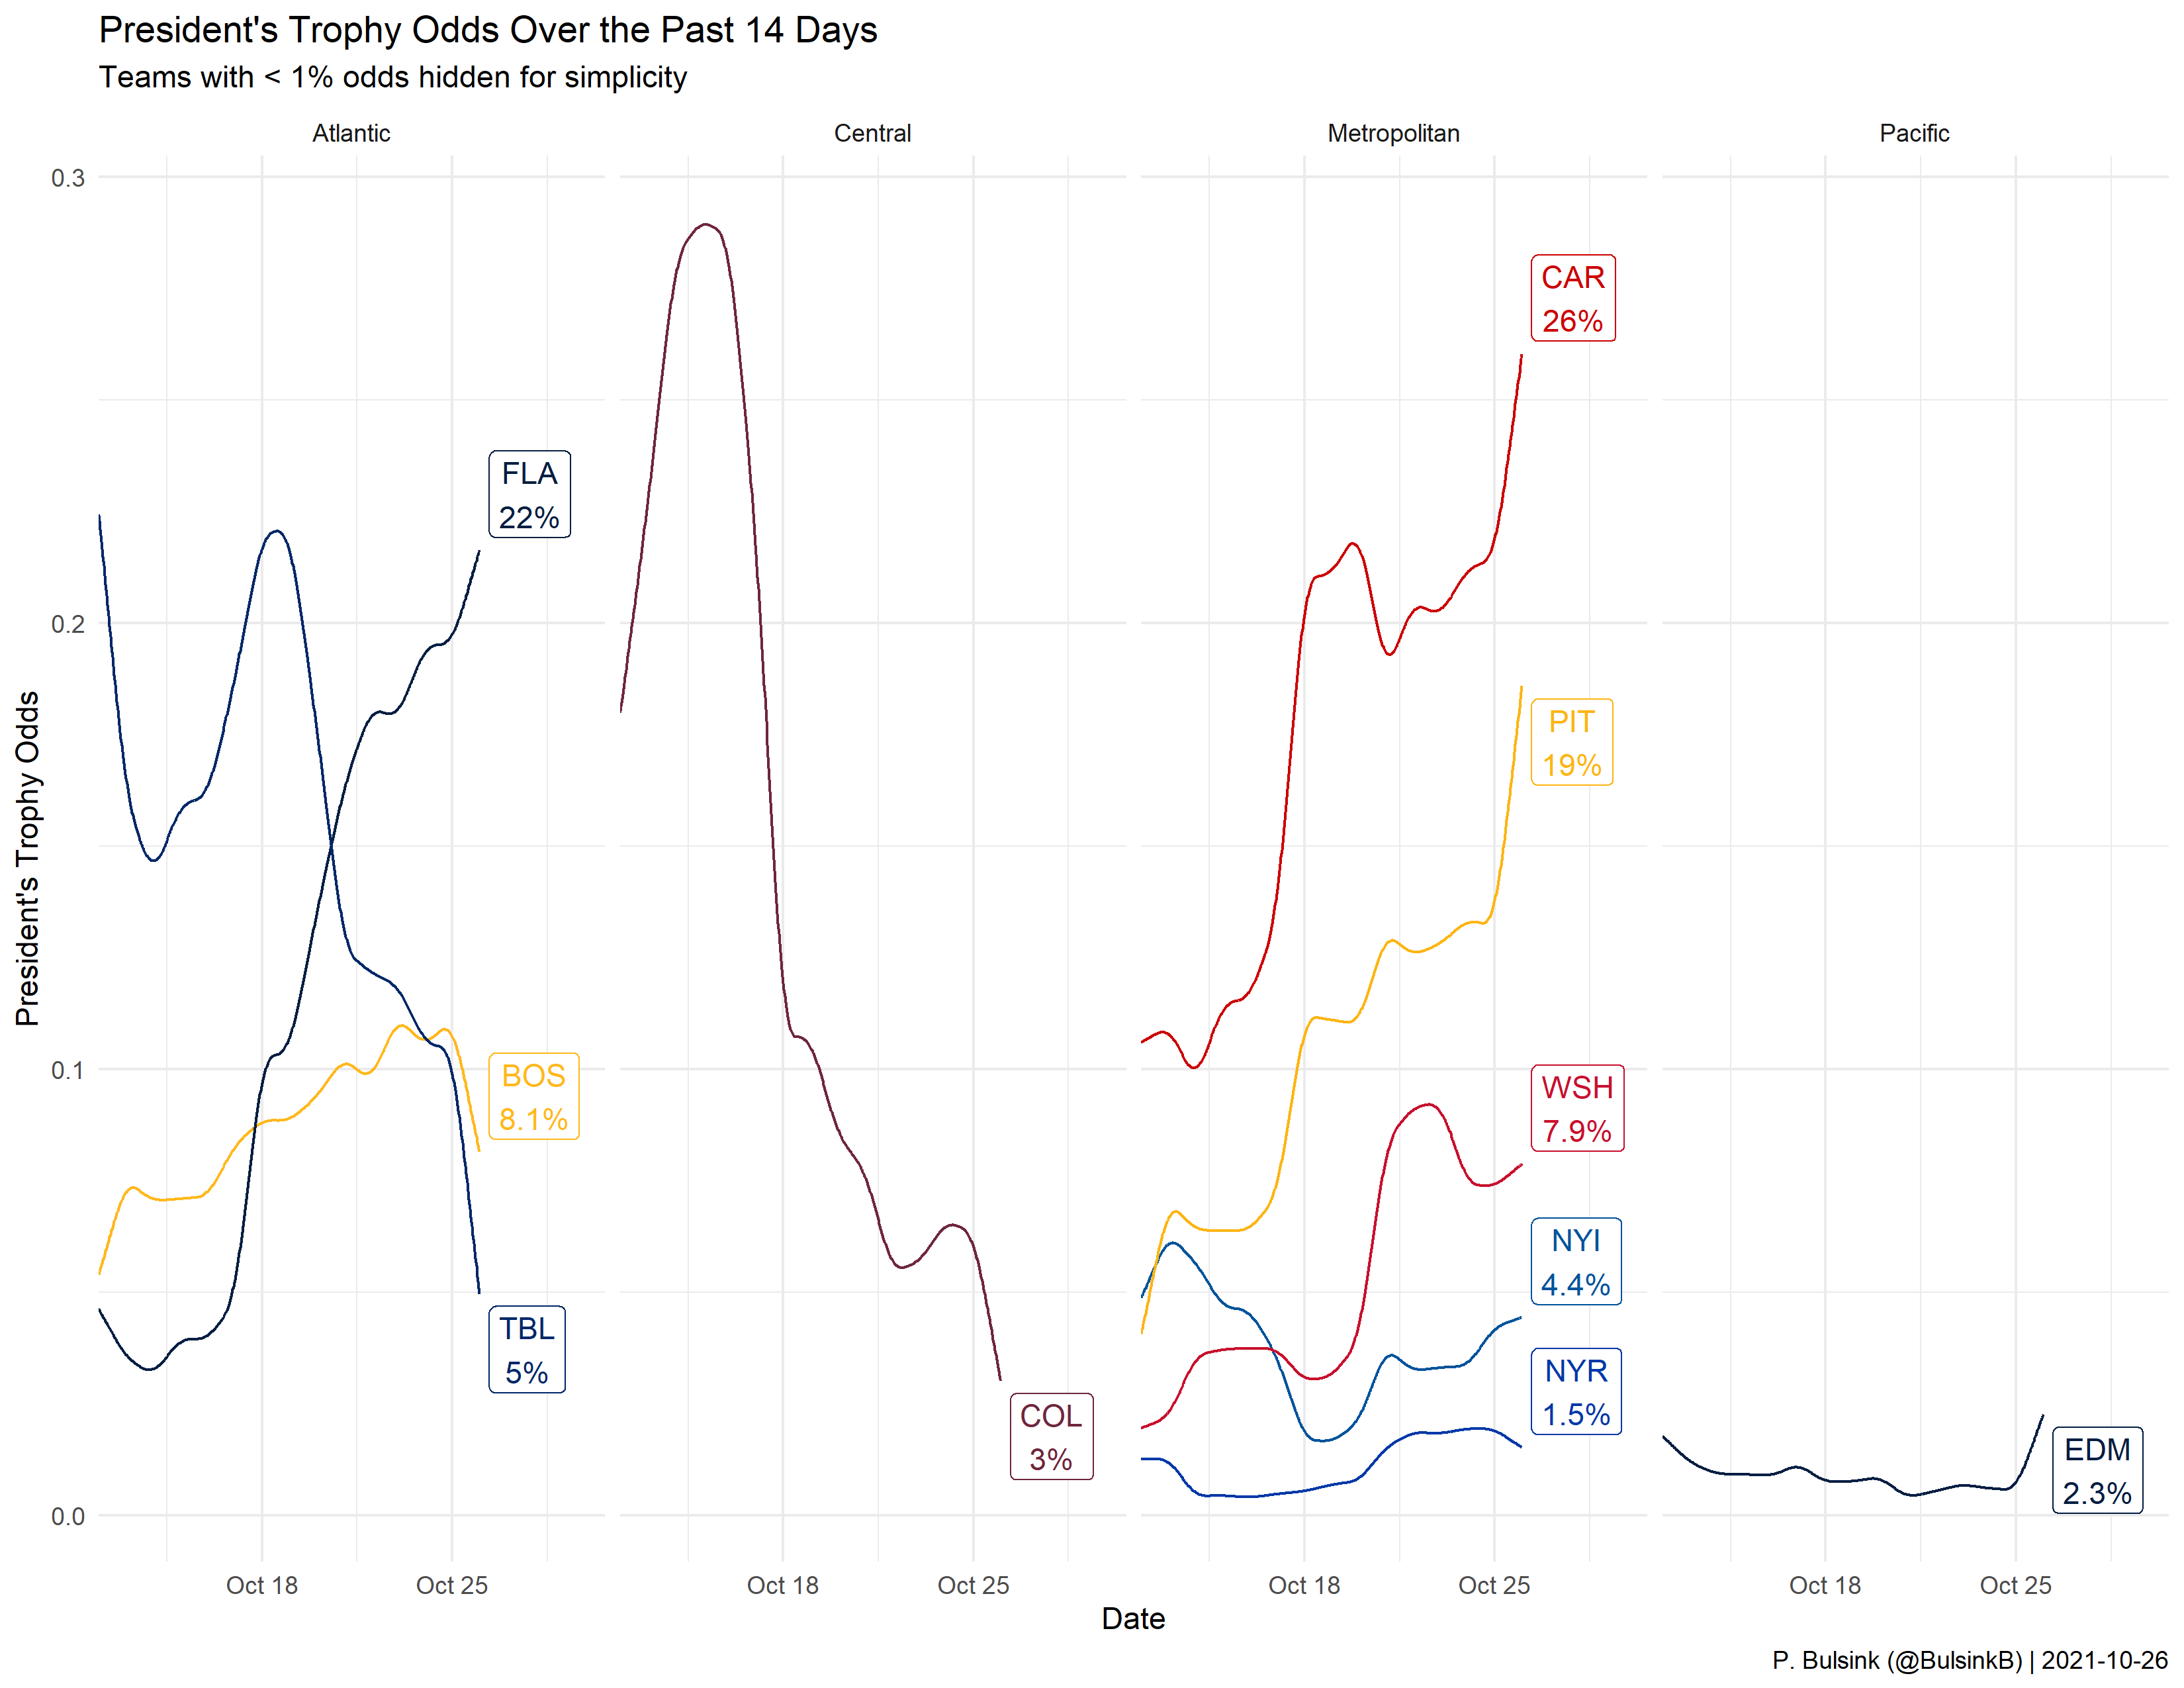 President's Trophy Odds Over the Past 14 Days
Teams with < 1% odds hidden for simplicity
Atlantic
Central
Metropolitan
Pacific
0.3
0.2
0.1
0.0
President's Trophy Odds
FLA
22%
BOS
8.1%
TBL
5%
COL
3%
CAR
26%
PIT
19%
WSH
7.9%
NYI
4.4%
NYR
1.5%
EDM
2.3%
Oct 18
Oct 25
Oct 18
Oct 25
Oct 18
Oct 25
Oct 18
Oct 25
Date
P. Bulsink (@BulsinkB) | 2021-10-26